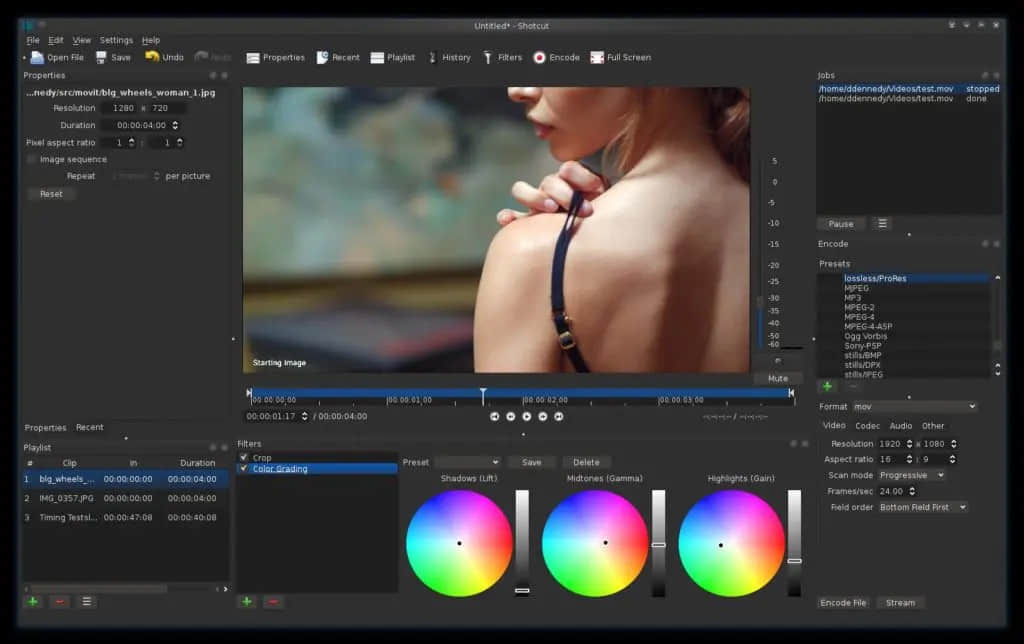 Untitled* - Shotcut
File Edit View Settings Help
Open File Save Undo Redo Properties Recent Playlist History Filters Encode Full Screen
Properties
...nedy/src/movit/blg_wheels_woman_1.jpg
Resolution 1280 x 720
Duration 00:00:04:00
Pixel aspect ratio 1 : 1
Image sequence
Repeat per picture
Reset
Starting Image
5
0
-5
-10
-15
-20
-25
-30
-35
-40
-50
-60
Mute
00:00:00:00 00:00:01:00 00:00:02:00 00:00:03:00
00:00:01:17 / 00:00:04:00 --:--:--:-- / --:--:--:--
Properties Recent
Playlist
# Clip In Duration
1 blg_wheels_... 00:00:00:00 00:00:04:00
2 IMG_0357.JPG 00:00:00:00 00:00:04:00
3 Timing Testsl... 00:00:47:08 00:00:40:08
Filters
Crop
Color Grading
Preset Save Delete
Shadows (Lift) Midtones (Gamma) Highlights (Gain)
Jobs
/home/ddennedy/Videos/test.mov stopped
/home/ddennedy/Videos/test.mov done
Pause
Encode
Presets
lossless/ProRes
MJPEG
MP3
MPEG-2
MPEG-4
MPEG-4-ASP
Ogg Vorbis
Sony-PSP
stills/BMP
stills/DPX
stills/JPEG
Format mov
Video Codec Audio Other
Resolution 1920 x 1080
Aspect ratio 16 : 9
Scan mode Progressive
Frames/sec 24.00
Field order Bottom Field First
Encode File Stream